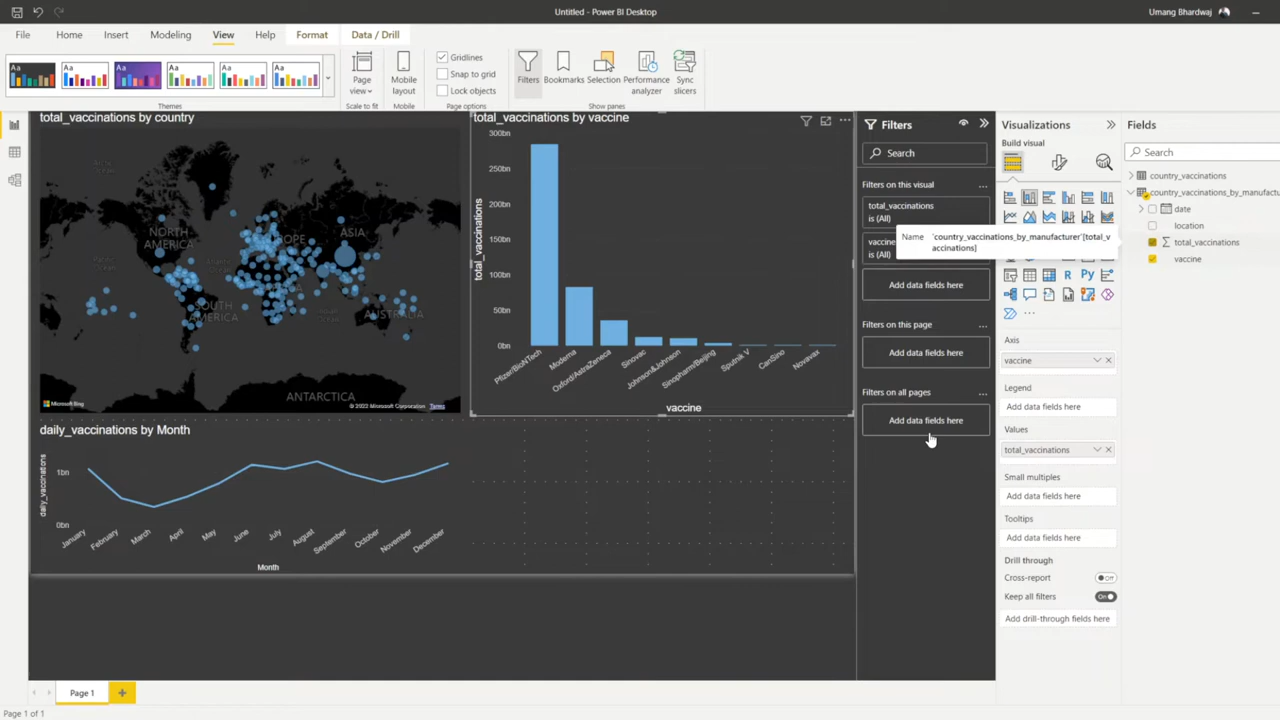 Untitled - Power BI Desktop
Umang Bhardwaj
File
Home
Insert
Modeling
View
Help
Format
Data / Drill
Aa
Aa
Aa
Aa
Aa
Aa
Page view
Mobile layout
Gridlines
Snap to grid
Lock objects
Filters
Bookmarks
Selection
Performance analyzer
Sync slicers
Themes
Scale to fit
Mobile
Page options
Show panes
total_vaccinations by country
NORTH AMERICA
EUROPE
ASIA
SOUTH AMERICA
AUSTRALIA
ANTARCTICA
Microsoft Bing
© 2022 Microsoft Corporation Terms
total_vaccinations by vaccine
total_vaccinations
300bn
250bn
200bn
150bn
100bn
50bn
0bn
Pfizer/BioNTech
Moderna
Oxford/AstraZeneca
Sinovac
Johnson&Johnson
Sinopharm/Beijing
Sputnik V
CanSino
Novavax
vaccine
daily_vaccinations by Month
daily_vaccinations
1bn
0bn
January
February
March
April
May
June
July
August
September
October
November
December
Month
Filters
Search
Filters on this visual
total_vaccinations
is (All)
vaccine
is (All)
Add data fields here
Filters on this page
Add data fields here
Filters on all pages
Add data fields here
Name
'country_vaccinations_by_manufacturer'[total_v
accinations]
Visualizations
Build visual
R
Py
Axis
vaccine
Legend
Add data fields here
Values
total_vaccinations
Small multiples
Add data fields here
Tooltips
Add data fields here
Drill through
Cross-report
Off
Keep all filters
On
Add drill-through fields here
Fields
Search
country_vaccinations
country_vaccinations_by_manufactu
date
location
total_vaccinations
vaccine
Page 1
Page 1 of 1